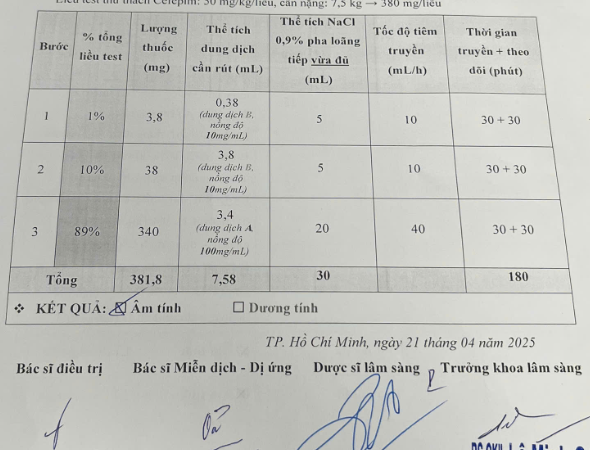 Liều test thử thách Cefepim: 50 mg/kg/liều, cân nặng: 7,5 kg → 380 mg/liều
Bước | % tổng liều test | Lượng thuốc (mg) | Thể tích dung dịch cần rút (mL) | Thể tích NaCl 0,9% pha loãng tiếp vừa đủ (mL) | Tốc độ tiêm truyền (mL/h) | Thời gian truyền + theo dõi (phút)
1 | 1% | 3,8 | 0,38 (dung dịch B, nồng độ 10mg/mL) | 5 | 10 | 30 + 30
2 | 10% | 38 | 3,8 (dung dịch B, nồng độ 10mg/mL) | 5 | 10 | 30 + 30
3 | 89% | 340 | 3,4 (dung dịch A, nồng độ 100mg/mL) | 20 | 40 | 30 + 30
Tổng | 381,8 | 7,58 | 30 | 180
❖ KẾT QUẢ: ☒ Âm tính ☐ Dương tính
TP. Hồ Chí Minh, ngày 21 tháng 04 năm 2025
Bác sĩ điều trị Bác sĩ Miễn dịch - Dị ứng Dược sĩ lâm sàng Trưởng khoa lâm sàng